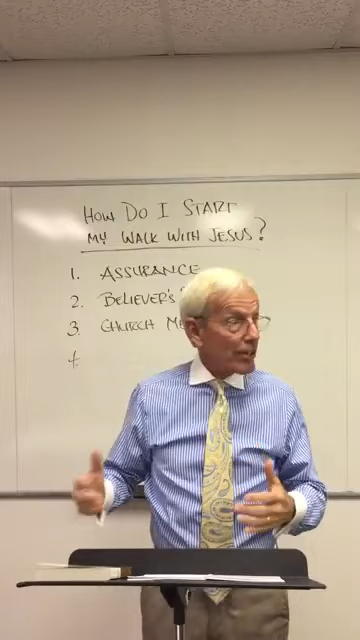 HOW DO I START
MY WALK WITH JESUS?
1. ASSURANCE
2. BELIEVER'S
3. CHURCH
4.